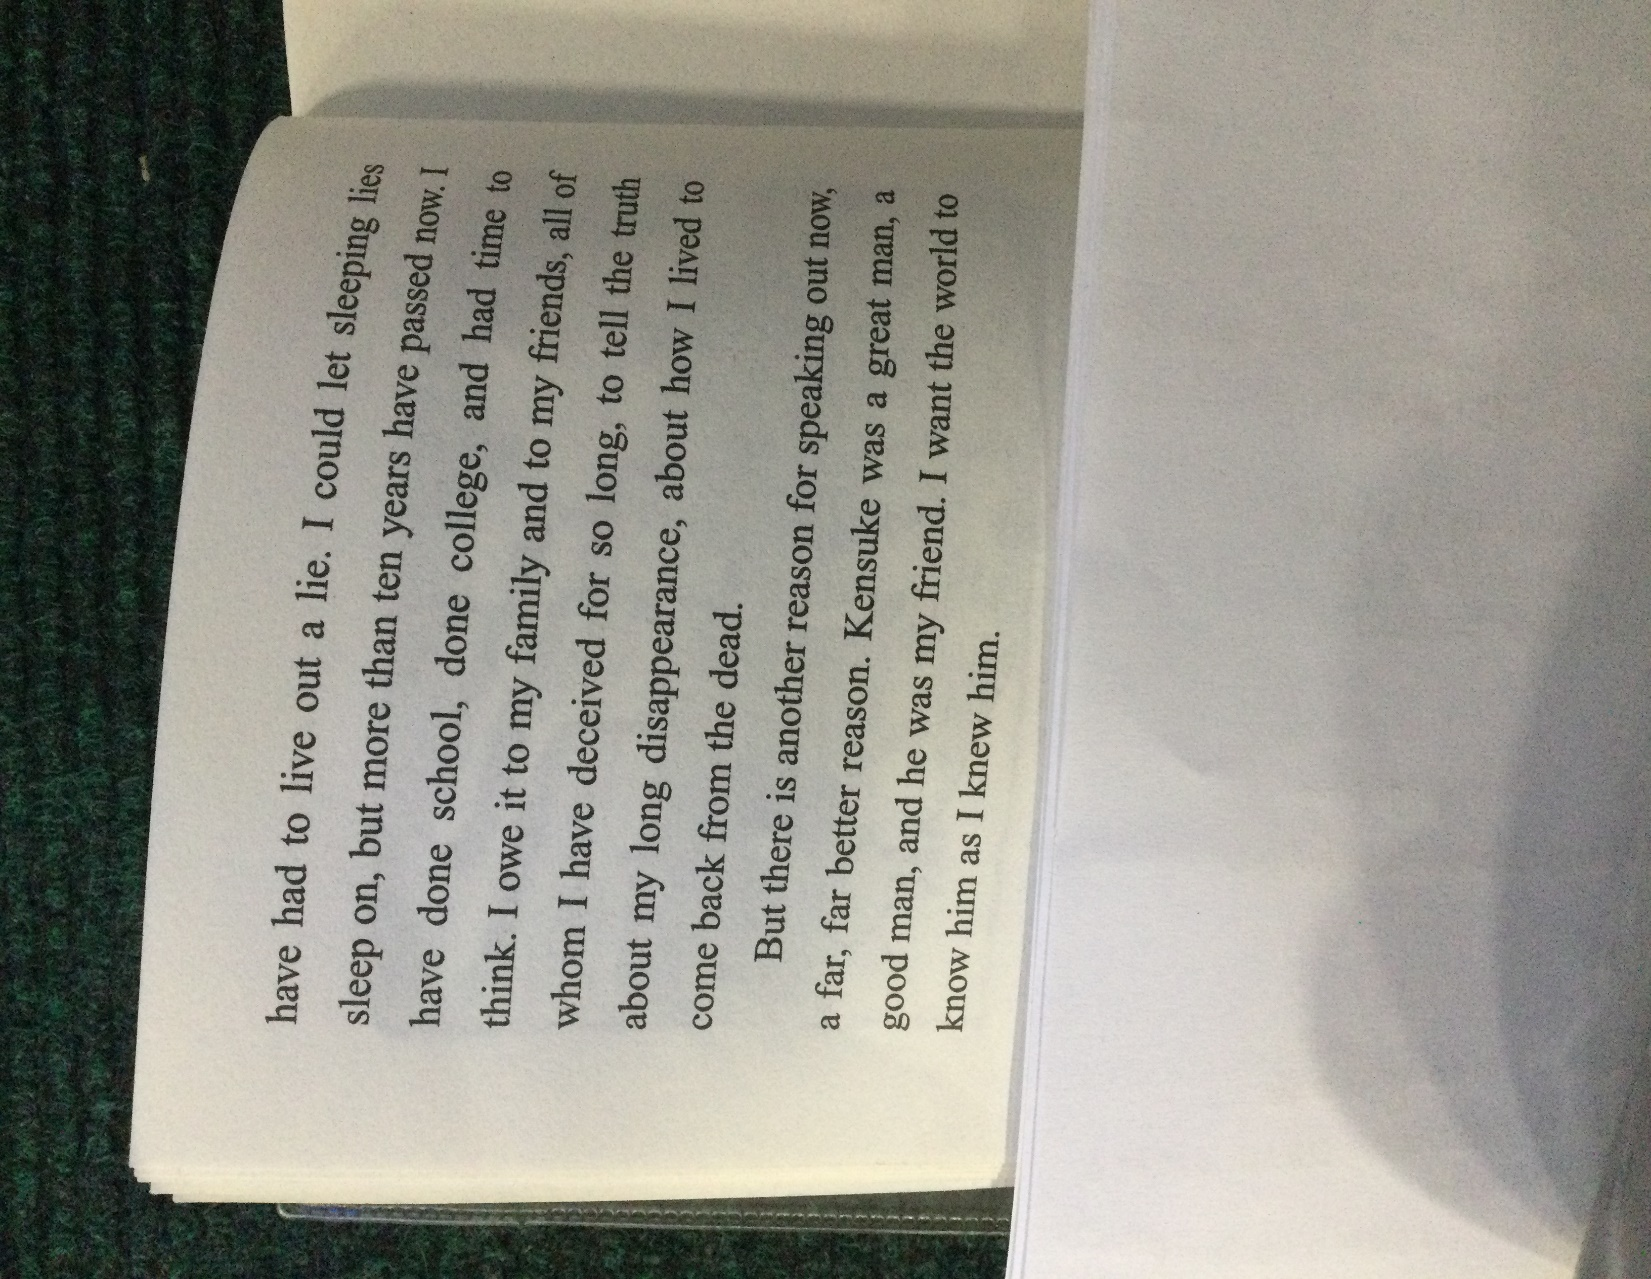 have had to live out a lie. I could let sleeping lies
sleep on, but more than ten years have passed now. I
have done school, done college, and had time to
think. I owe it to my family and to my friends, all of
whom I have deceived for so long, to tell the truth
about my long disappearance, about how I lived to
come back from the dead.
But there is another reason for speaking out now,
a far, far better reason. Kensuke was a great man, a
good man, and he was my friend. I want the world to
know him as I knew him.